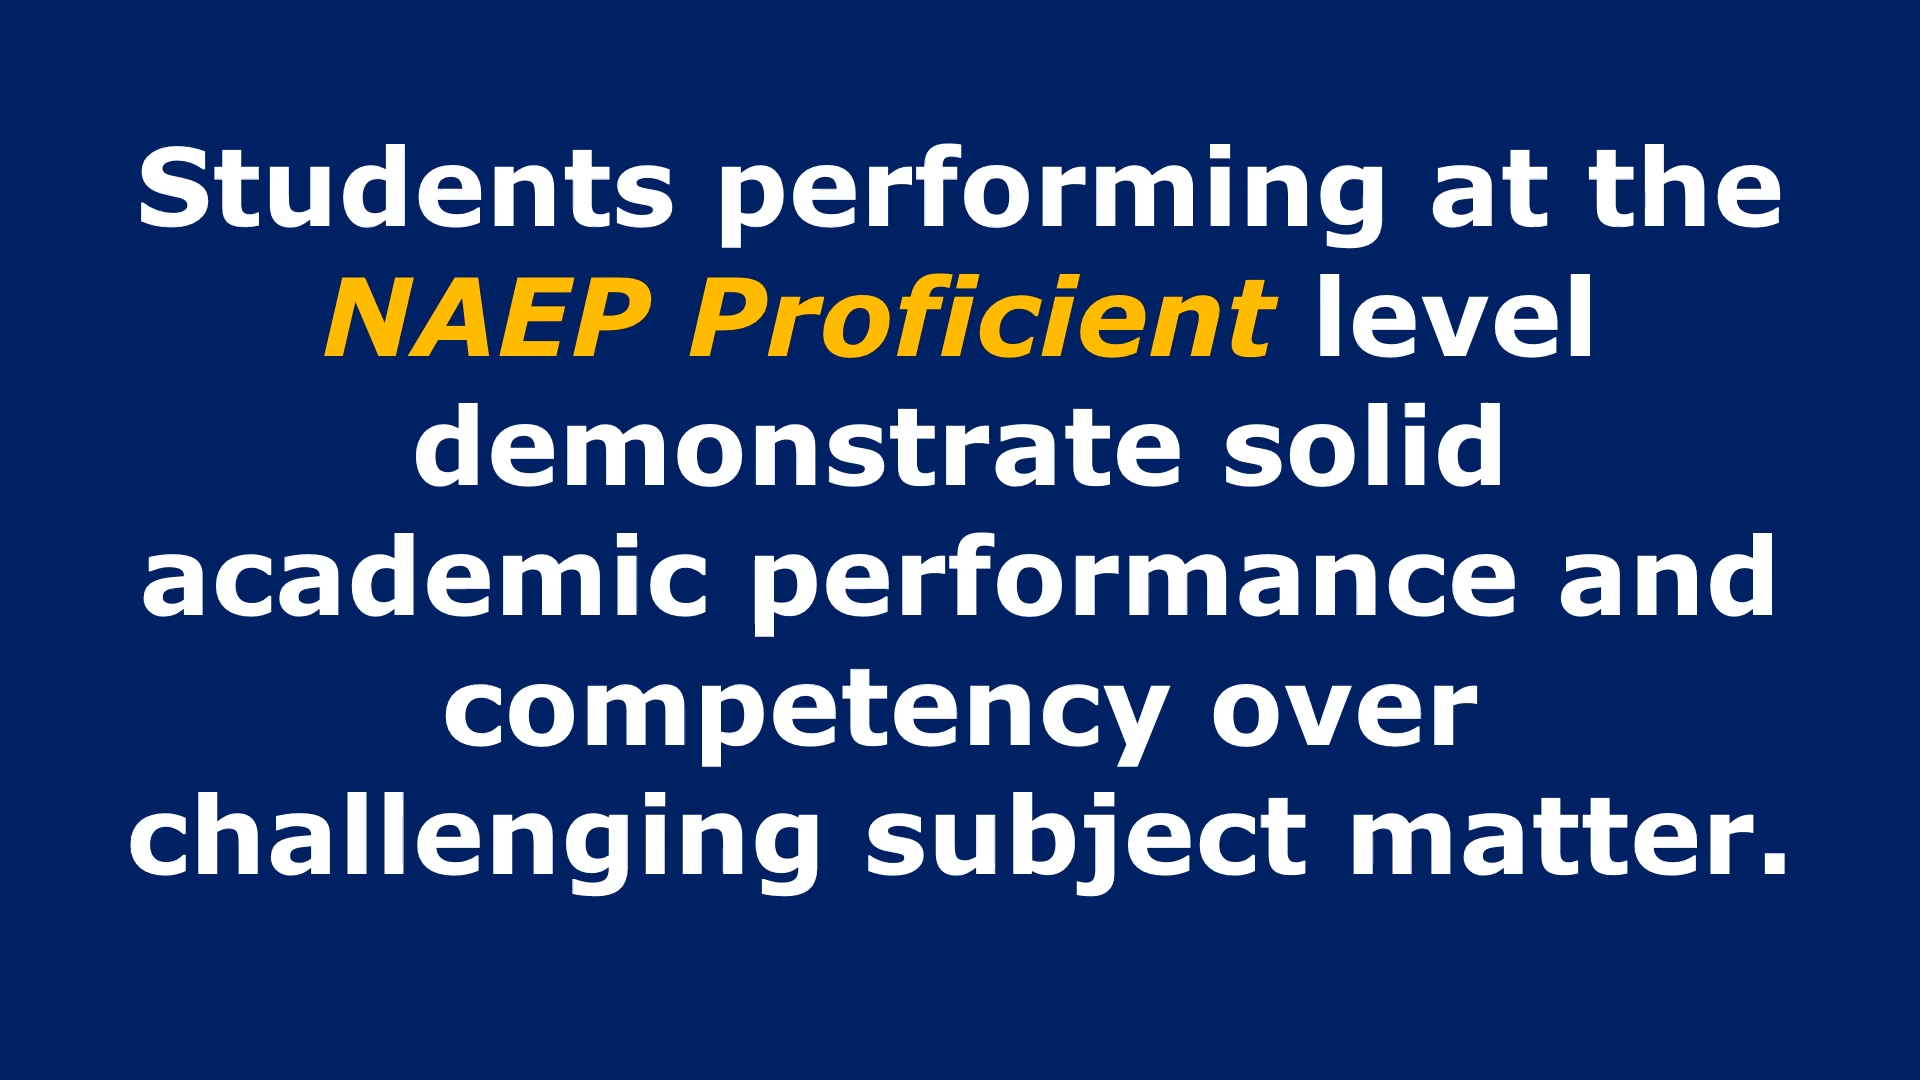 Students performing at the
NAEP Proficient level
demonstrate solid
academic performance and
competency over
challenging subject matter.